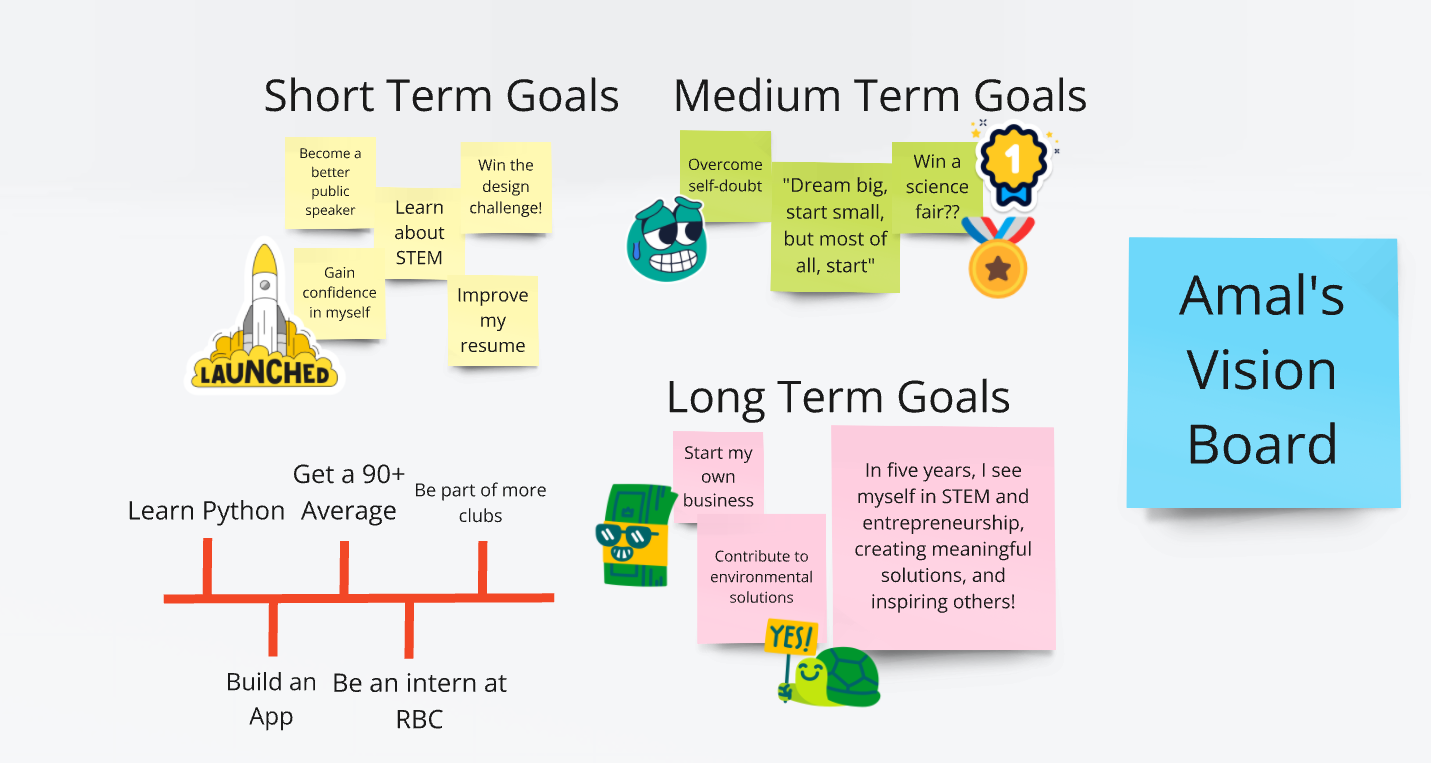 Short Term Goals
Become a
better
public
speaker
Learn
about
STEM
Win the
design
challenge!
Gain
confidence
in myself
Improve
my
resume
LAUNCHED
Medium Term Goals
Overcome
self-doubt
"Dream big,
start small,
but most of
all, start"
Win a
science
fair??
1
Amal's
Vision
Board
Long Term Goals
Start my
own
business
Contribute to
environmental
solutions
In five years, I see
myself in STEM and
entrepreneurship,
creating meaningful
solutions, and
inspiring others!
YES!
Learn Python
Get a 90+
Average
Be part of more
clubs
Build an
App
Be an intern at
RBC